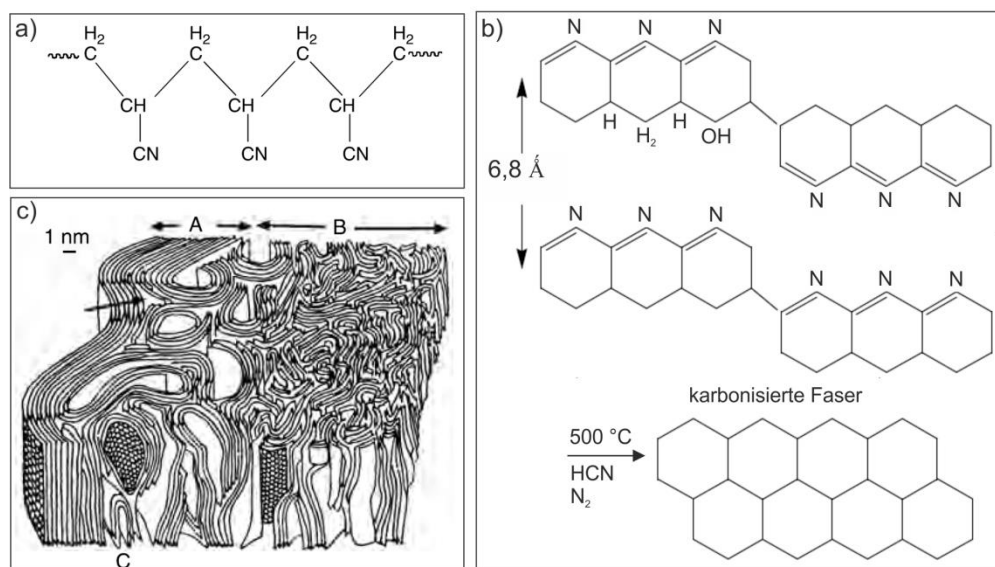 a)
H2 H2 H2 H2
C C C C
CH CH CH
CN CN CN
b)
N N N
H H2 H OH
6,8 Å
N N N
N N N
N N N
karbonisierte Faser
500 °C
HCN
N2
c)
1 nm
A B
C